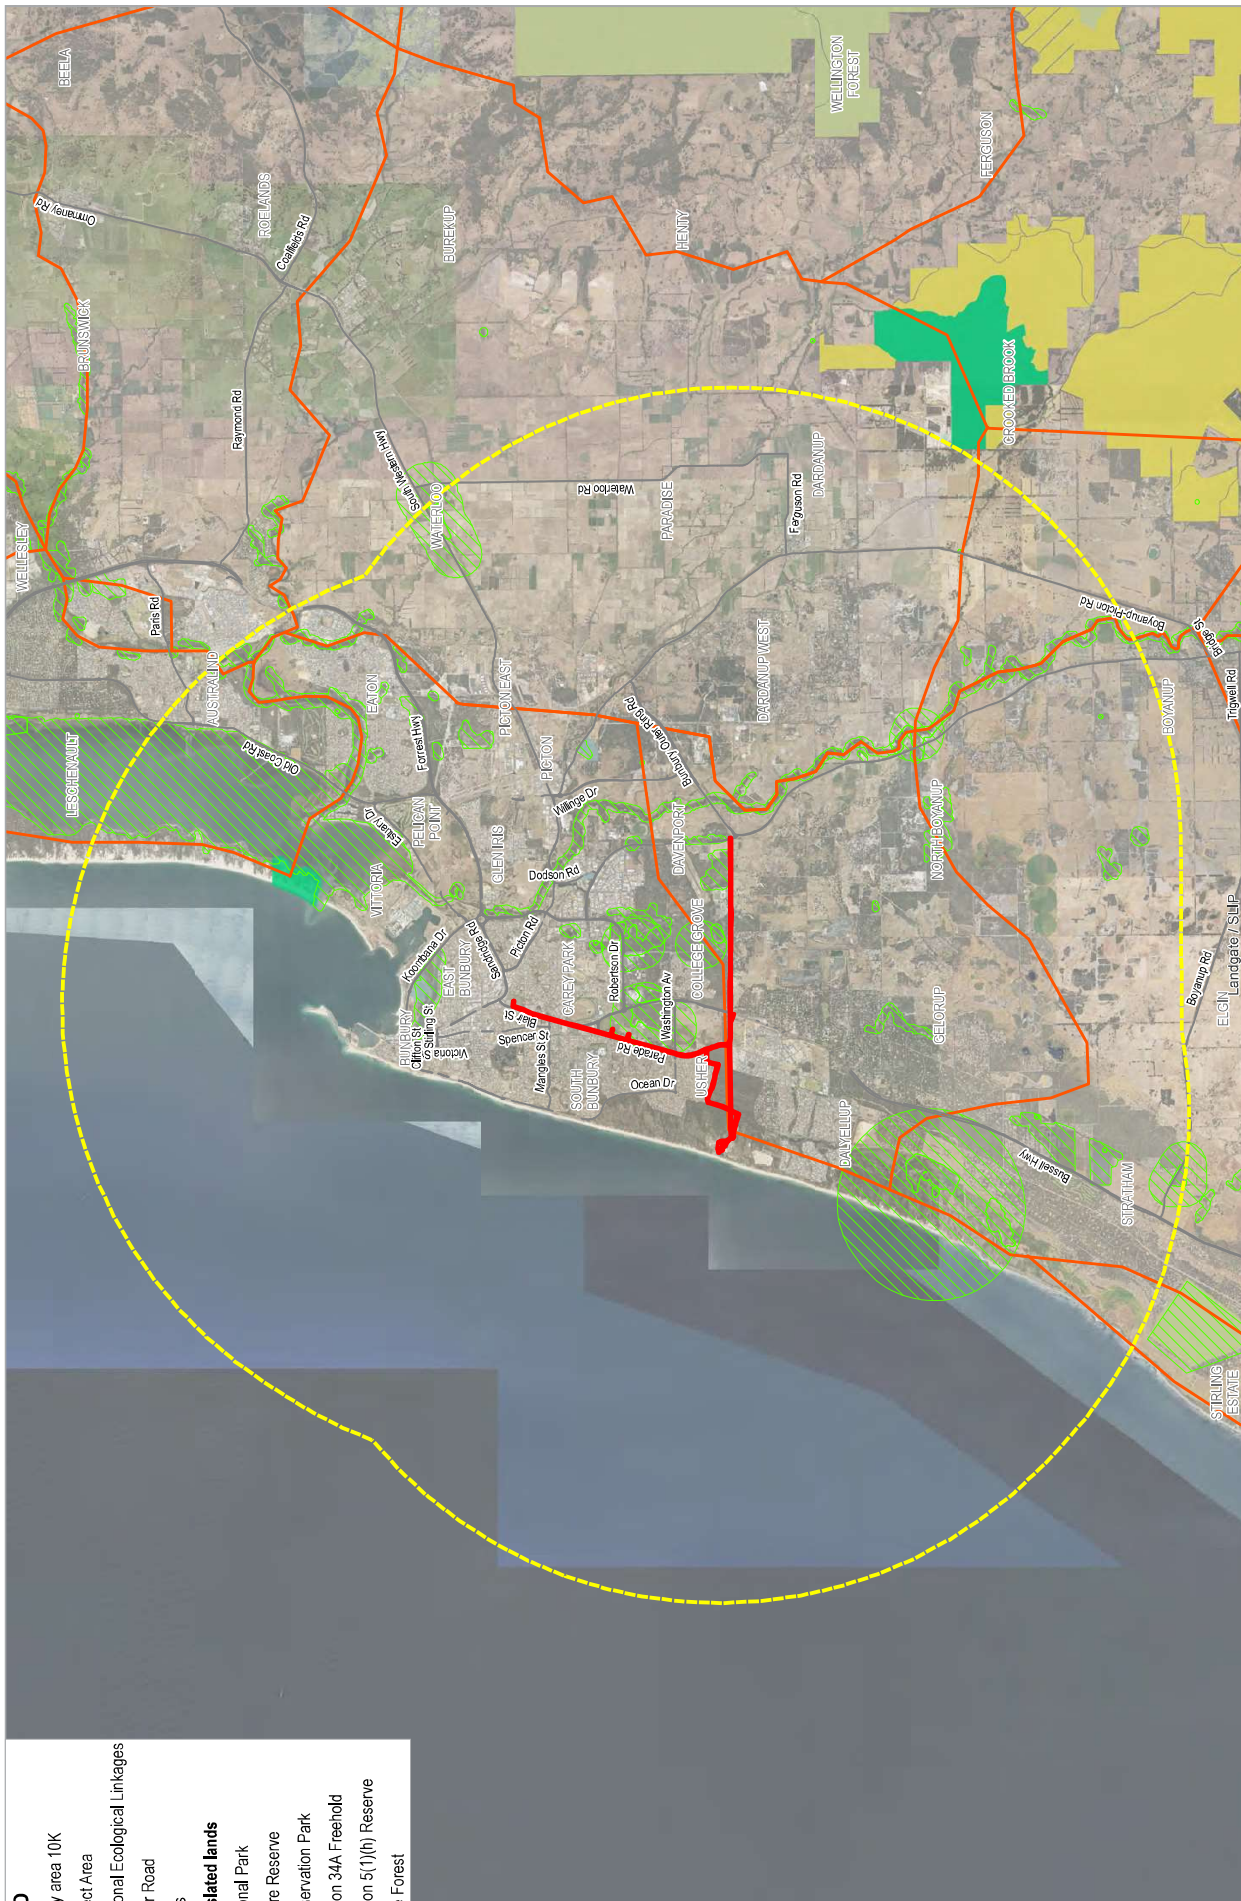 BEELA
WELLINGTON
FOREST
FERGUSON
Ommaney Rd
ROELANDS
Coalfields Rd
BUREKUP
HENTY
BRUNSWICK
CROOKED BROOK
Raymond Rd
South Western Hwy
WATERLOO
Waterloo Rd
PARADISE
Ferguson Rd
DARDANUP
WELLESLEY
Paris Rd
Boyanup-Picton Rd
Bridge St
AUSTRALIND
EATON
PICTON EAST
DARDANUP WEST
BOYANUP
Trigwell Rd
LESCHENAULT
Old Coast Rd
Forrest Hwy
PICTON
Bunbury Outer Ring Rd
Estuary Dr
PELICAN
POINT
Willinge Dr
GLEN IRIS
DAVENPORT
NORTH BOYANUP
VITTORIA
Dodson Rd
Koombana Dr
EAST
BUNBURY
Sandridge Rd
Picton Rd
CAREY PARK
Robertson Dr
Washington Av
COLLEGE GROVE
Boyanup Rd
Landgate / SLIP
ELGIN
GELORUP
BUNBURY
Clifton St
Stirling St
Victoria S
Blair St
Spencer St
Mangles St
SOUTH
BUNBURY
Parade Rd
Ocean Dr
USHER
DALYELLUP
Bussell Hwy
STRATHAM
STIRLING
ESTATE
D
y area 10K
ect Area
onal Ecological Linkages
r Road
s
slated lands
onal Park
re Reserve
servation Park
on 34A Freehold
on 5(1)(h) Reserve
Forest